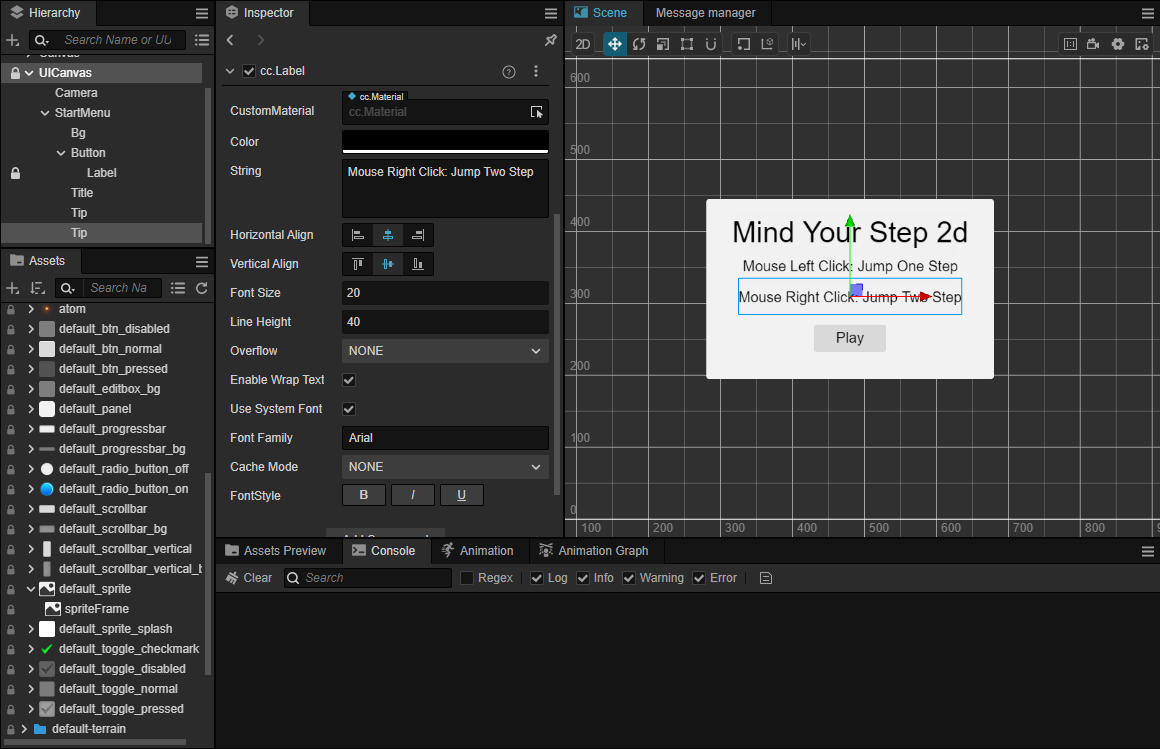 Hierarchy
Search Name or UU
Canvas
UICanvas
Camera
StartMenu
Bg
Button
Label
Title
Tip
Tip
Assets
Search Na
atom
default_btn_disabled
default_btn_normal
default_btn_pressed
default_editbox_bg
default_panel
default_progressbar
default_progressbar_bg
default_radio_button_off
default_radio_button_on
default_scrollbar
default_scrollbar_bg
default_scrollbar_vertical
default_scrollbar_vertical_b
default_sprite
spriteFrame
default_sprite_splash
default_toggle_checkmark
default_toggle_disabled
default_toggle_normal
default_toggle_pressed
default-terrain
Inspector
cc.Label
CustomMaterial
cc.Material
cc.Material
Color
String
Mouse Right Click: Jump Two Step
Horizontal Align
Vertical Align
Font Size
20
Line Height
40
Overflow
NONE
Enable Wrap Text
Use System Font
Font Family
Arial
Cache Mode
NONE
FontStyle
B
I
U
Scene
Message manager
2D
600
500
400
300
200
100
0
100
200
300
400
500
600
700
800
Mind Your Step 2d
Mouse Left Click: Jump One Step
Mouse Right Click: Jump Two Step
Play
Assets Preview
Console
Animation
Animation Graph
Clear
Search
Regex
Log
Info
Warning
Error